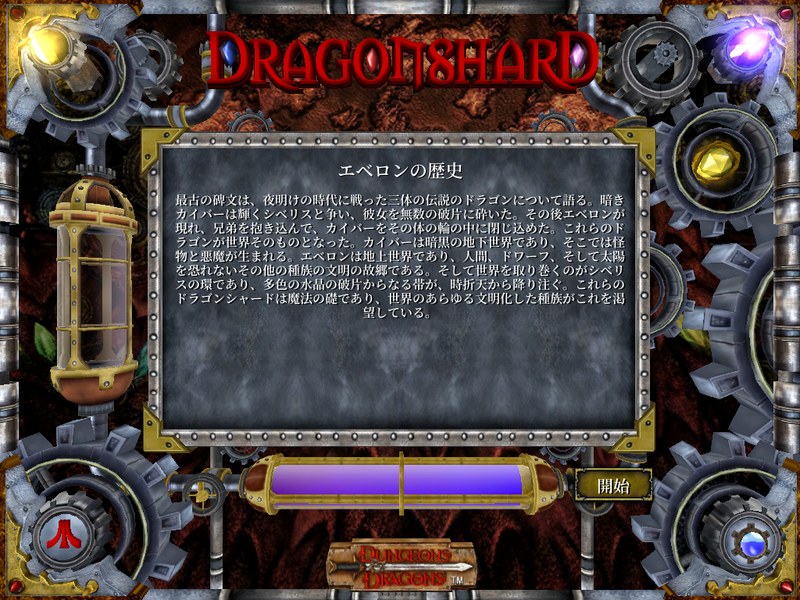 DRAGONSHARD
エベロンの歴史
最古の碑文は、夜明けの時代に戦った三体の伝説のドラゴンについて語る。暗き
カイバーは輝くシベリスと争い、彼女を無数の破片に砕いた。その後エベロンが
現れ、兄弟を抱き込んで、カイバーをその体の輪の中に閉じ込めた。これらのド
ラゴンが世界そのものとなった。カイバーは暗黒の地下世界であり、そこでは怪
物と悪魔が生まれる。エベロンは地上世界であり、人間、ドワーフ、そして太陽
を恐れないその他の種族の文明の故郷である。そして世界を取り巻くのがシベリ
スの環であり、多色の水晶の破片からなる帯が、時折天から降り注ぐ。これらの
ドラゴンシャードは魔法の礎であり、世界のあらゆる文明化した種族がこれを渇
望している。
開始
DUNGEONS
DRAGONS TM